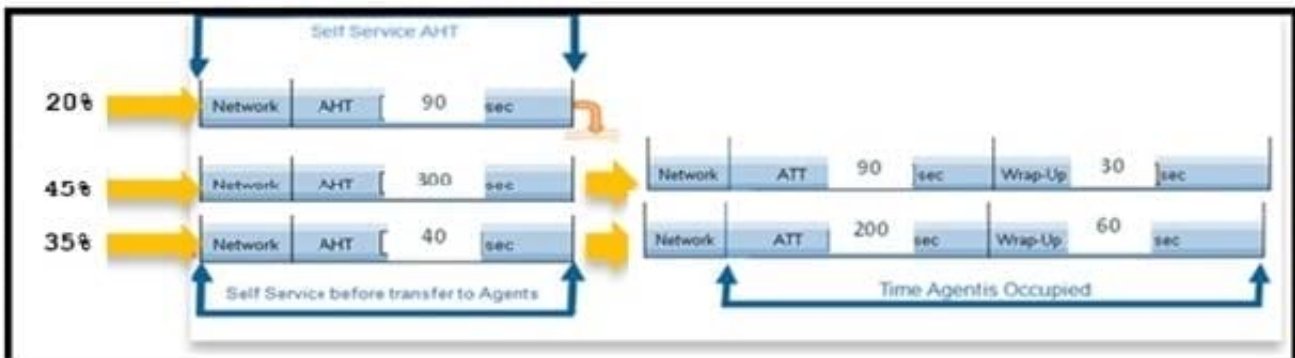 Self Service AHT
20% Network AHT [ 90 sec
45% Network AHT [ 300 sec Network ATT 90 ]sec Wrap-Up 30 ]sec
35% Network AHT [ 40 sec Network ATT 200 sec Wrap-Up 60 sec
Self Service before transfer to Agents
Time Agentis Occupied